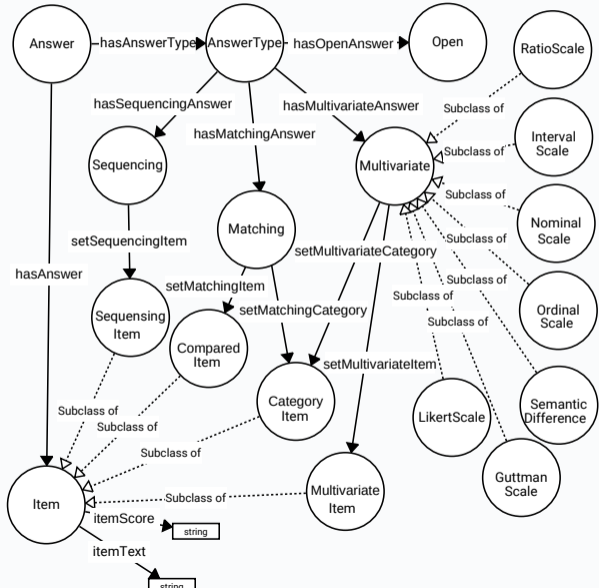 Answer
hasAnswerType
AnswerType
hasOpenAnswer
Open
RatioScale
hasSequencingAnswer
hasMultivariateAnswer
Subclass of
hasMatchingAnswer
Interval
Scale
Sequencing
Multivariate
Subclass of
Subclass of
Nominal
Scale
Matching
setSequencingItem
setMultivariateCategory
Subclass of
hasAnswer
setMatchingItem
Subclass of
Subclass of
Ordinal
Scale
Sequensing
Item
setMatchingCategory
Subclass of
Compared
Item
setMultivariateItem
Category
Item
Subclass of
Subclass of
LikertScale
Semantic
Difference
Subclass of
Guttman
Scale
Item
Subclass of
Multivariate
Item
itemScore
string
itemText
string